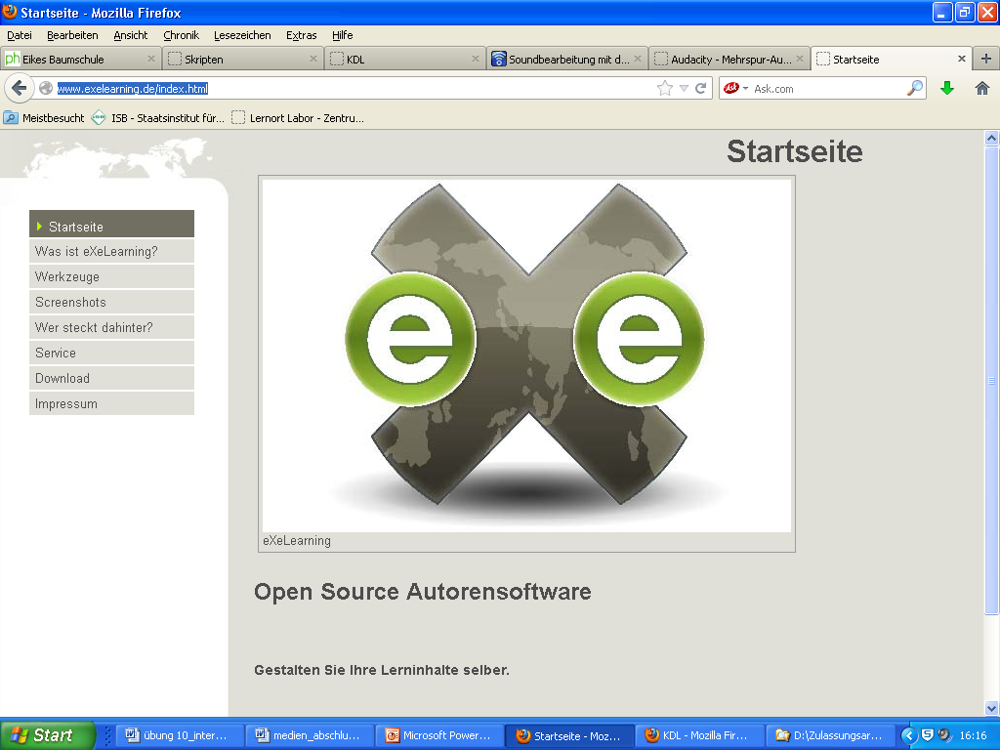 Startseite - Mozilla Firefox
Datei Bearbeiten Ansicht Chronik Lesezeichen Extras Hilfe
ph Eikes Baumschule Skripten KDL Soundbearbeitung mit d... Audacity - Mehrspur-Au... Startseite
www.exelearning.de/index.html Ask Ask.com
Meistbesucht ISB - Staatsinstitut für... Lernort Labor - Zentru...
Startseite
Startseite
Was ist eXeLearning?
Werkzeuge
Screenshots
Wer steckt dahinter?
Service
Download
Impressum
e X e
eXeLearning
Open Source Autorensoftware
Gestalten Sie Ihre Lerninhalte selber.
Start übung 10_inter... medien_abschlu... Microsoft Power... Startseite - Moz... KDL - Mozilla Fir... D:\Zulassungsar... 16:16